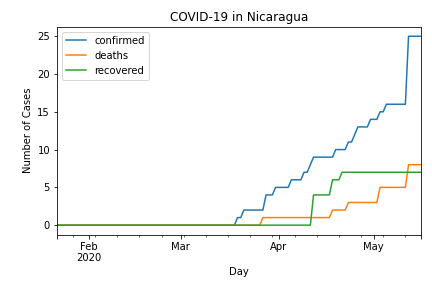 COVID-19 in Nicaragua
confirmed
deaths
recovered
Number of Cases
25
20
15
10
5
0
Feb
2020
Mar
Apr
May
Day